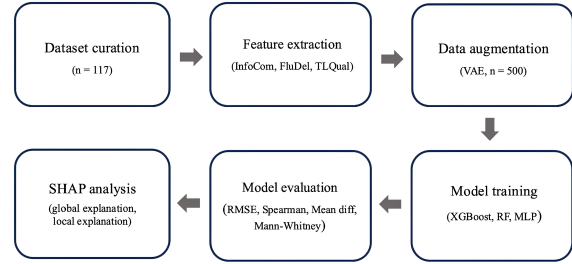 Dataset curation
(n = 117)
Feature extraction
(InfoCom, FluDel, TLQual)
Data augmentation
(VAE, n = 500)
Model training
(XGBoost, RF, MLP)
Model evaluation
(RMSE, Spearman, Mean diff,
Mann-Whitney)
SHAP analysis
(global explanation,
local explanation)